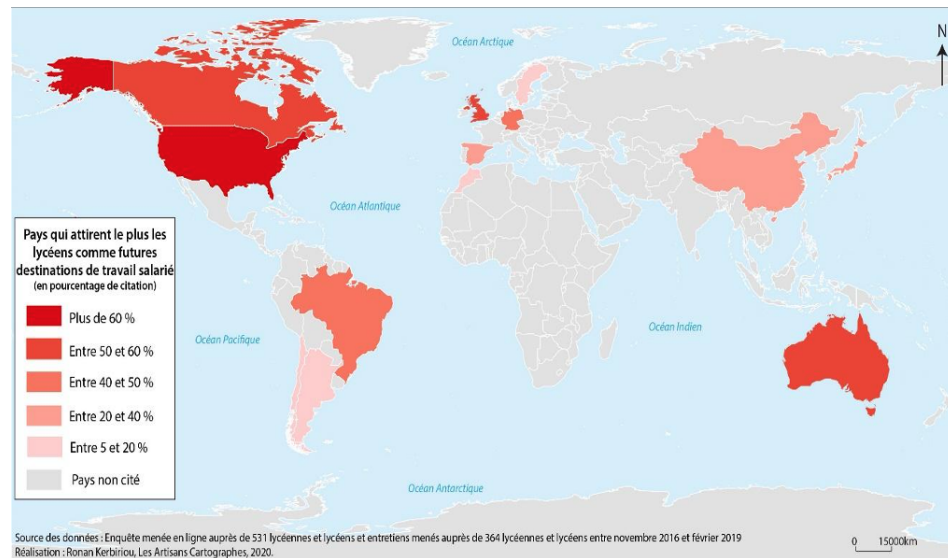 Océan Arctique
N
Océan Atlantique
Pays qui attirent le plus les
lycéens comme futures
destinations de travail salarié
(en pourcentage de citation)
Plus de 60 %
Entre 50 et 60 %
Entre 40 et 50 %
Entre 20 et 40 %
Entre 5 et 20 %
Pays non cité
Océan Pacifique
Océan Indien
Océan Antarctique
Source des données : Enquête menée en ligne auprès de 531 lycéennes et lycéens et entretiens menés auprès de 364 lycéennes et lycéens entre novembre 2016 et février 2019
Réalisation : Ronan Kerbiriou, Les Artisans Cartographes, 2020.
0 15000km